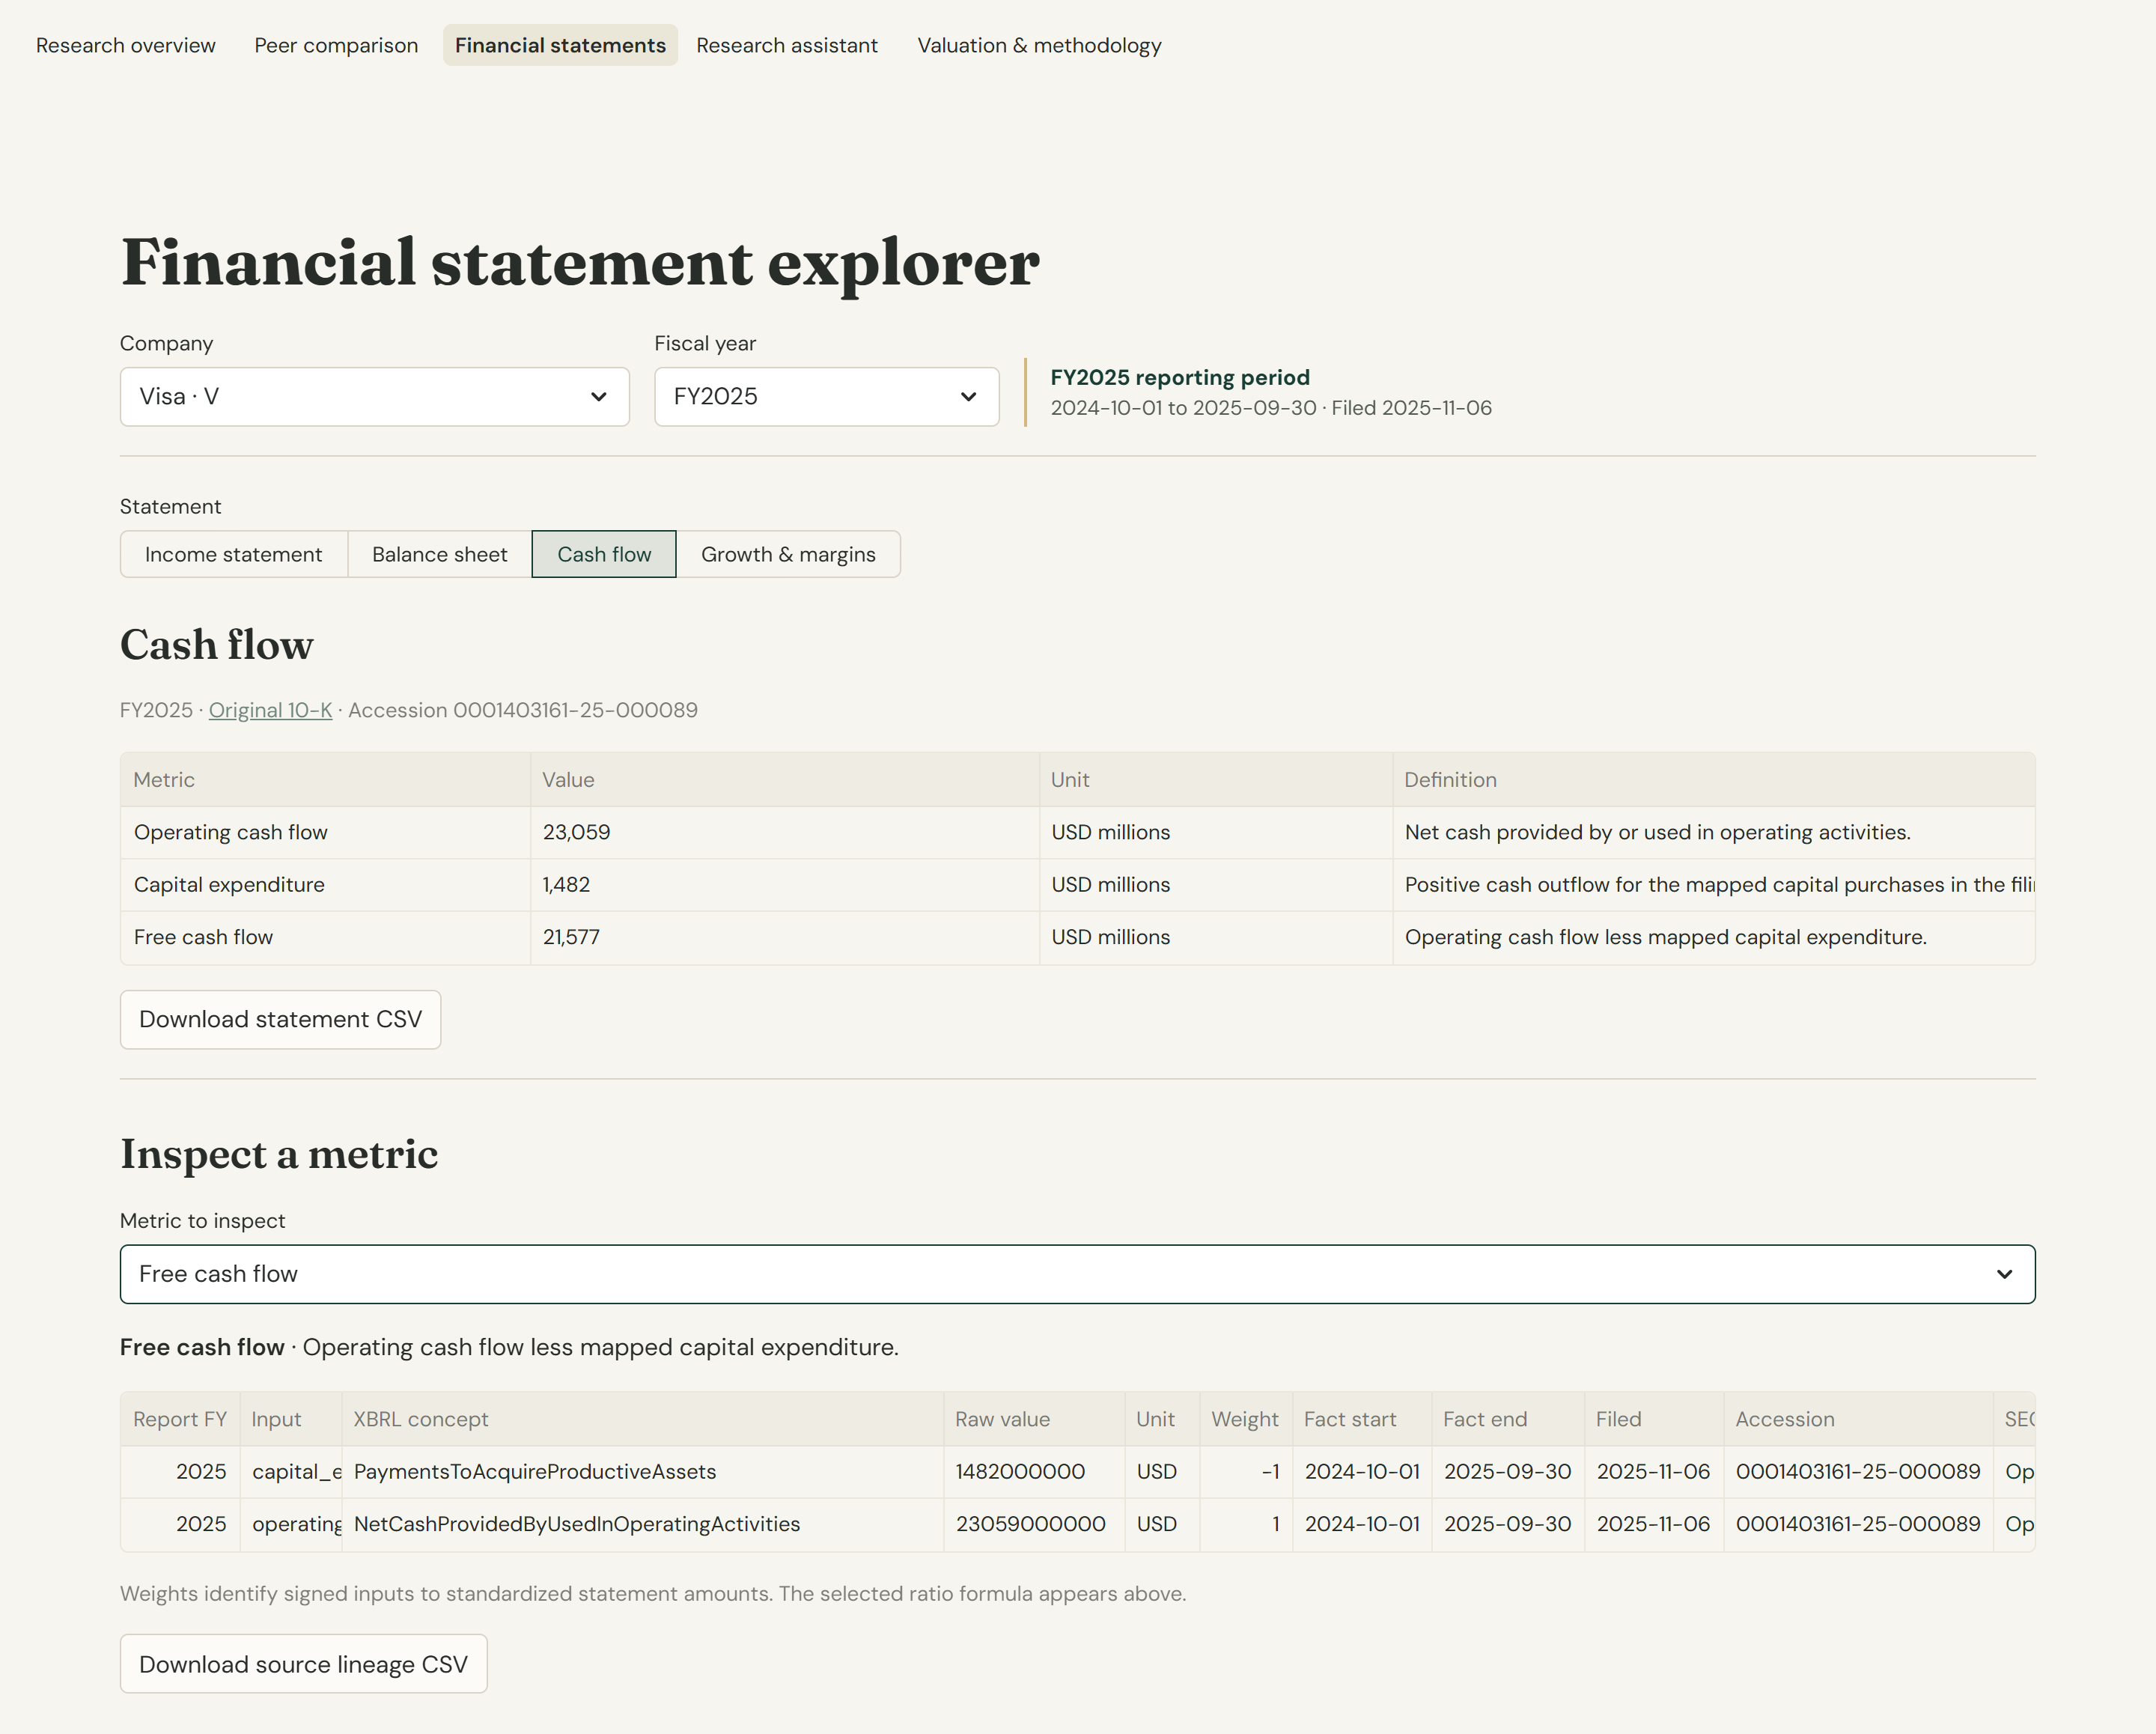 Research overview Peer comparison Financial statements Research assistant Valuation & methodology
Financial statement explorer
Company Fiscal year
Visa · V FY2025
FY2025 reporting period
2024-10-01 to 2025-09-30 · Filed 2025-11-06
Statement
Income statement Balance sheet Cash flow Growth & margins
Cash flow
FY2025 · Original 10-K · Accession 0001403161-25-000089
Metric Value Unit Definition
Operating cash flow 23,059 USD millions Net cash provided by or used in operating activities.
Capital expenditure 1,482 USD millions Positive cash outflow for the mapped capital purchases in the fili
Free cash flow 21,577 USD millions Operating cash flow less mapped capital expenditure.
Download statement CSV
Inspect a metric
Metric to inspect
Free cash flow
Free cash flow · Operating cash flow less mapped capital expenditure.
Report FY Input XBRL concept Raw value Unit Weight Fact start Fact end Filed Accession SEC
2025 capital_e PaymentsToAcquireProductiveAssets 1482000000 USD -1 2024-10-01 2025-09-30 2025-11-06 0001403161-25-000089 Op
2025 operating NetCashProvidedByUsedInOperatingActivities 23059000000 USD 1 2024-10-01 2025-09-30 2025-11-06 0001403161-25-000089 Op
Weights identify signed inputs to standardized statement amounts. The selected ratio formula appears above.
Download source lineage CSV